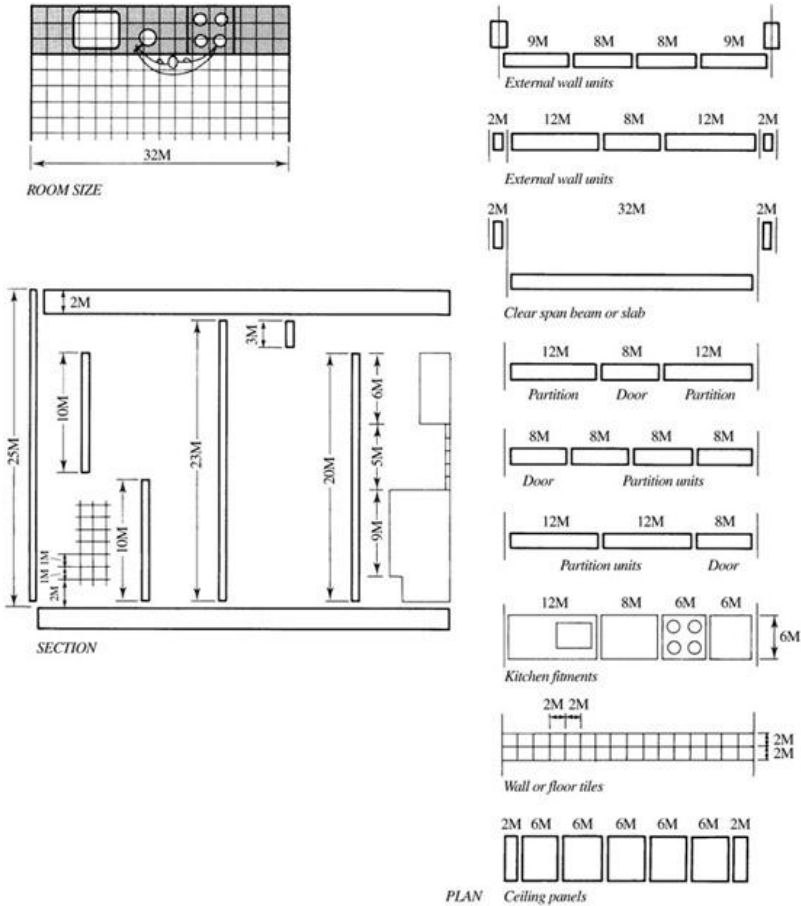 32M
ROOM SIZE
2M
25M
10M
10M
23M
3M
20M
6M
5M
9M
1M 1M
2M
SECTION
9M 8M 8M 9M
External wall units
2M 12M 8M 12M 2M
External wall units
2M 32M 2M
Clear span beam or slab
12M 8M 12M
Partition Door Partition
8M 8M 8M 8M
Door Partition units
12M 12M 8M
Partition units Door
12M 8M 6M 6M
6M
Kitchen fitments
2M 2M
2M
2M
Wall or floor tiles
2M 6M 6M 6M 6M 6M 2M
PLAN Ceiling panels